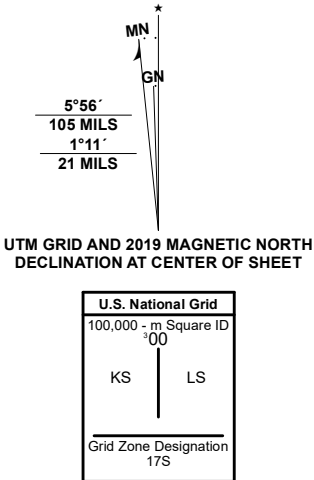 ★
MN
GN
5°56´
105 MILS
1°11´
21 MILS
UTM GRID AND 2019 MAGNETIC NORTH
DECLINATION AT CENTER OF SHEET
U.S. National Grid
100,000 - m Square ID
³00
KS LS
Grid Zone Designation
17S